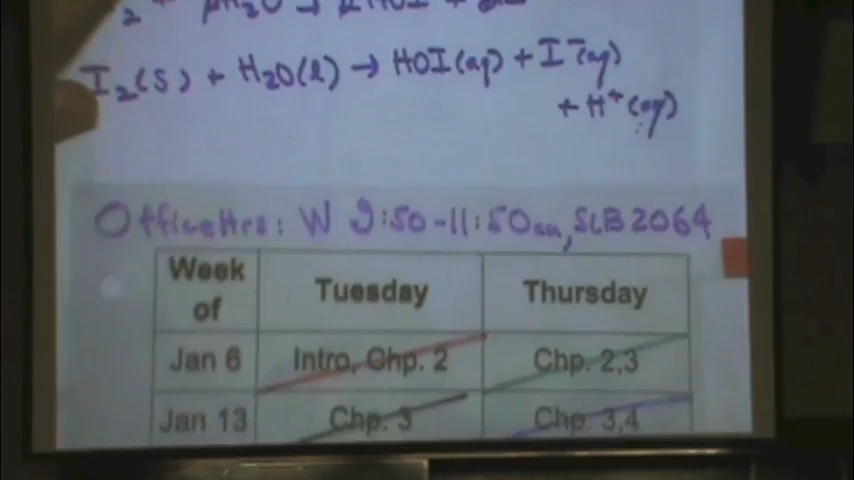 I₂(s) + H₂O(l) → HOI(aq) + I⁻(aq)
+ H⁺(aq)
Office Hrs: W 9:50-11:50am, SLB 2064
Week of Tuesday Thursday
Jan 6 Intro, Chp. 2 Chp. 2,3
Jan 13 Chp. 3 Chp. 3,4